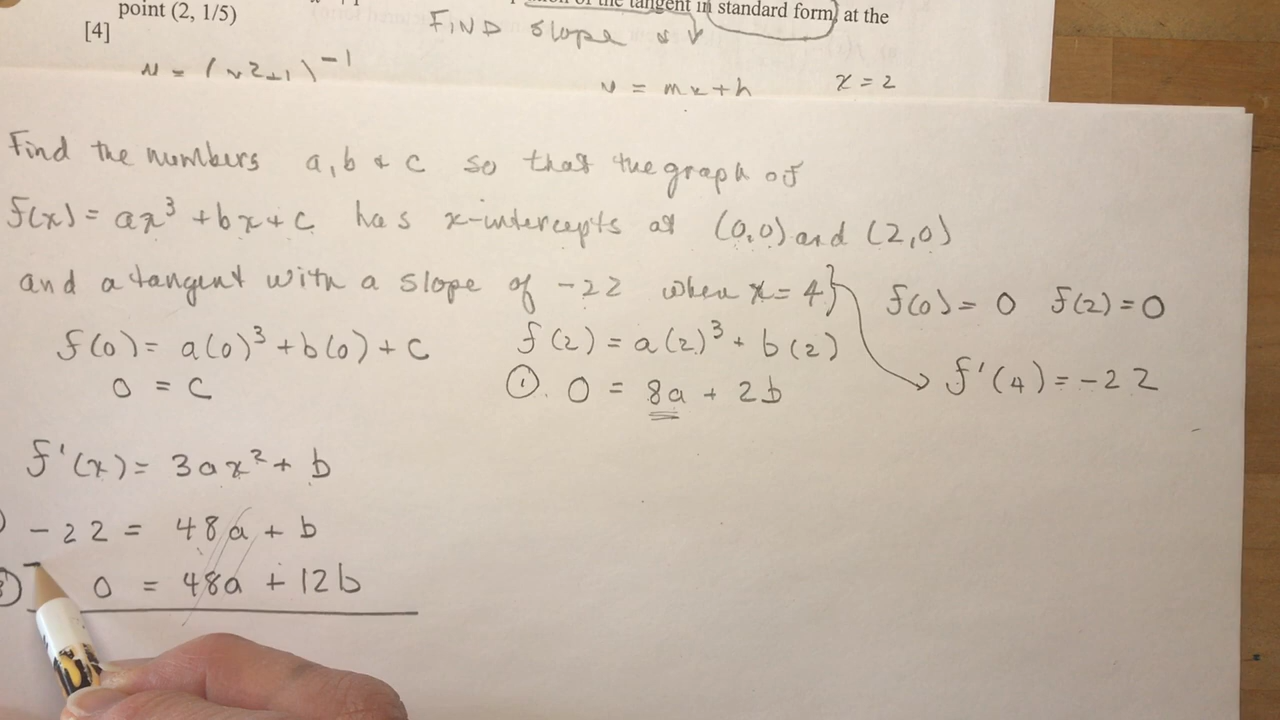 of the tangent in standard form, at the
point (2, 1/5)
[4]
FIND slope
y = mx+b
x = 2
Find the numbers a, b & c so that the graph of
f(x) = ax³ + bx + c has x-intercepts at (0,0) and (2,0)
and a tangent with a slope of -22 when x = 4}
f(0) = 0 f(2) = 0
f'(4) = -22
f(0) = a(0)³ + b(0) + c
0 = c
f(2) = a(2)³ + b(2)
①. 0 = 8a + 2b
f'(x) = 3ax² + b
-22 = 48a + b
0 = 48a + 12b